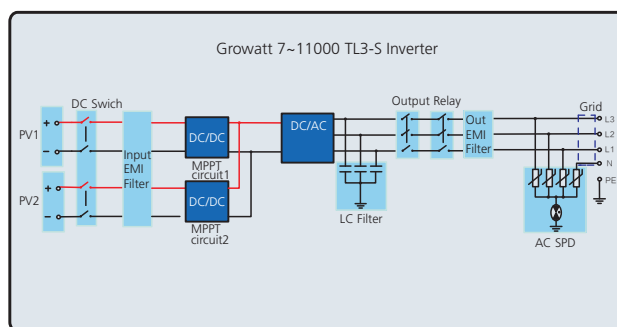 Growatt 7~11000 TL3-S Inverter
DC Swich
Output Relay
Grid
PV1
+
−
Input
EMI
Filter
DC/DC
MPPT
circuit1
DC/AC
Out
EMI
Filter
L3
L2
L1
N
PE
PV2
+
−
DC/DC
MPPT
circuit2
LC Filter
AC SPD